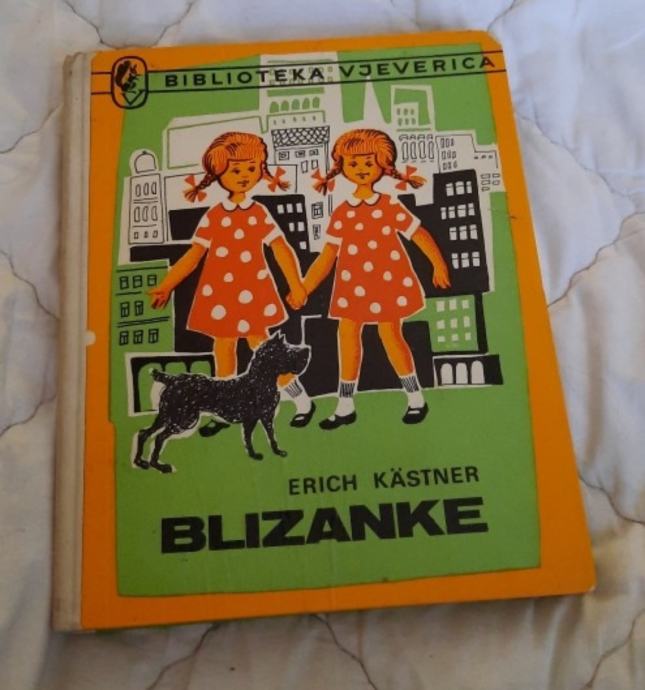 BIBLIOTEKA VJEVERICA
ERICH KÄSTNER
BLIZANKE